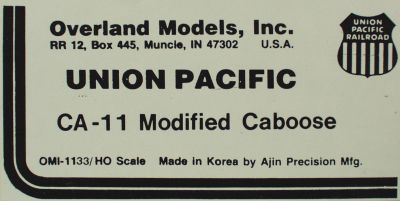 Overland Models, Inc.
RR 12, Box 445, Muncie, IN 47302 U.S.A.
UNION
PACIFIC
RAILROAD
UNION PACIFIC
CA-11 Modified Caboose
OMI-1133/ HO Scale Made in Korea by Ajin Precision Mfg.